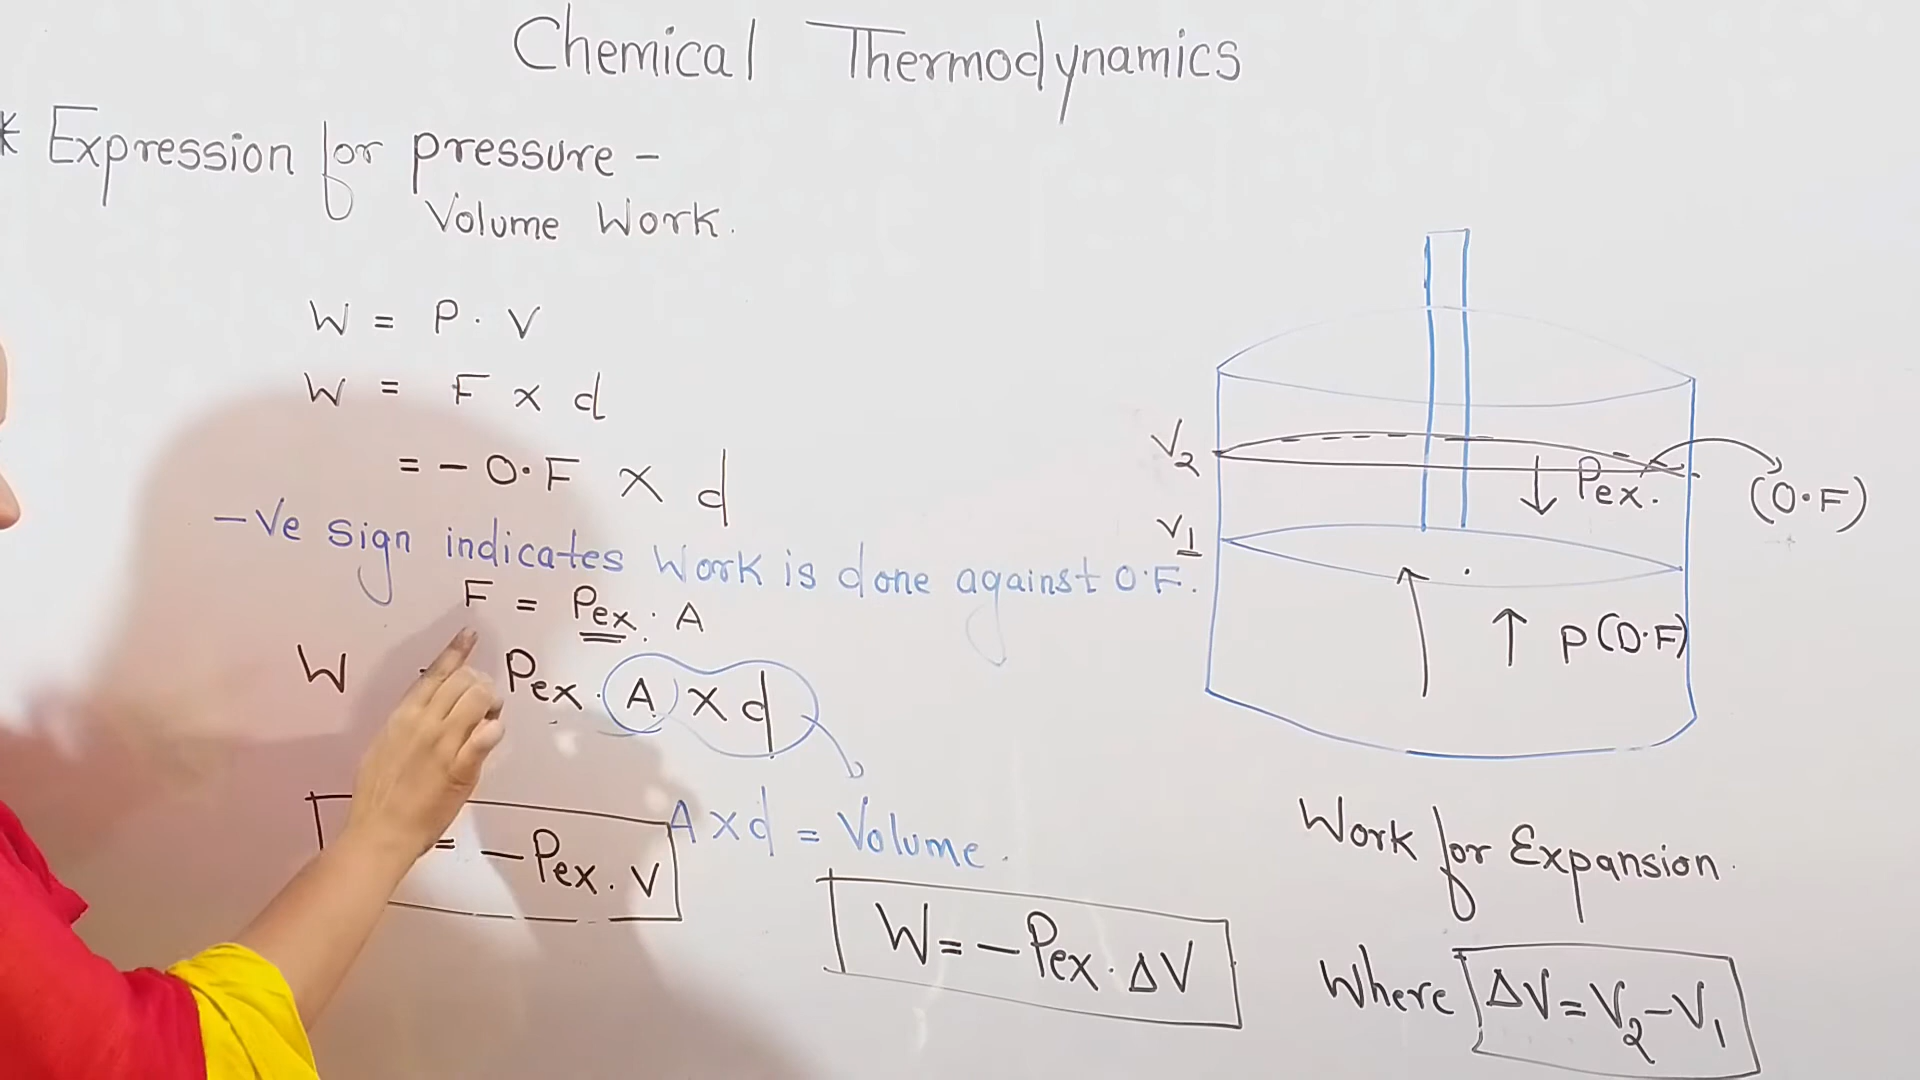 Chemical Thermodynamics
* Expression for pressure -
Volume Work.
W = P. V
W = F x d
= - O.F x d
-Ve sign indicates Work is done against O.F.
F = Pex. A
W Pex. A x d
A x d = Volume.
= -Pex. V
W = -Pex. ΔV
V2
Pex.
(O.F)
V1
P(D.F)
Work for Expansion.
Where ΔV = V2 - V1